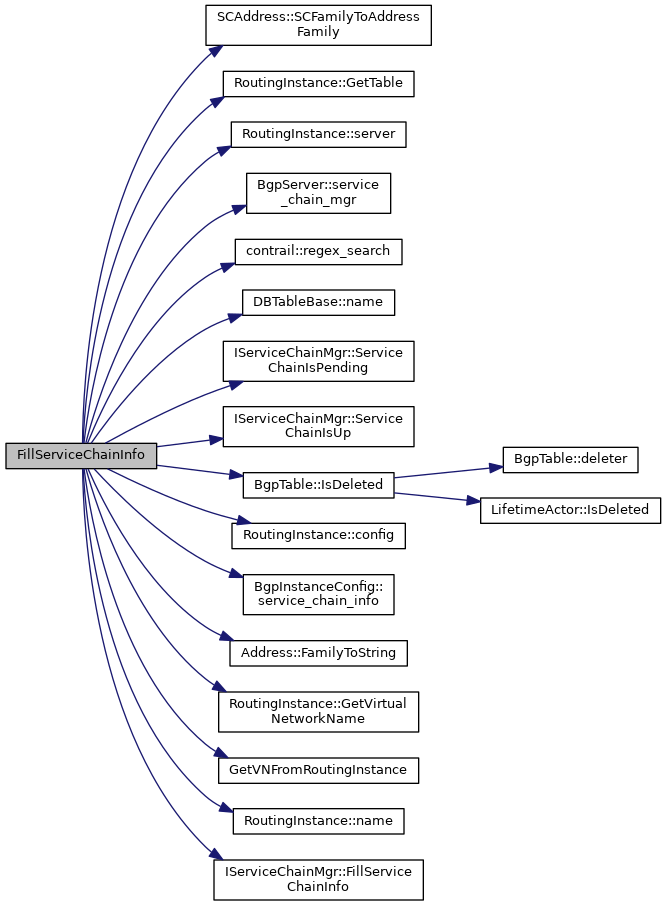 SCAddress::SCFamilyToAddress
Family
RoutingInstance::GetTable
RoutingInstance::server
BgpServer::service
_chain_mgr
contrail::regex_search
DBTableBase::name
IServiceChainMgr::Service
ChainIsPending
IServiceChainMgr::Service
ChainIsUp
FillServiceChainInfo
BgpTable::IsDeleted
BgpTable::deleter
LifetimeActor::IsDeleted
RoutingInstance::config
BgpInstanceConfig::
service_chain_info
Address::FamilyToString
RoutingInstance::GetVirtual
NetworkName
GetVNFromRoutingInstance
RoutingInstance::name
IServiceChainMgr::FillService
ChainInfo